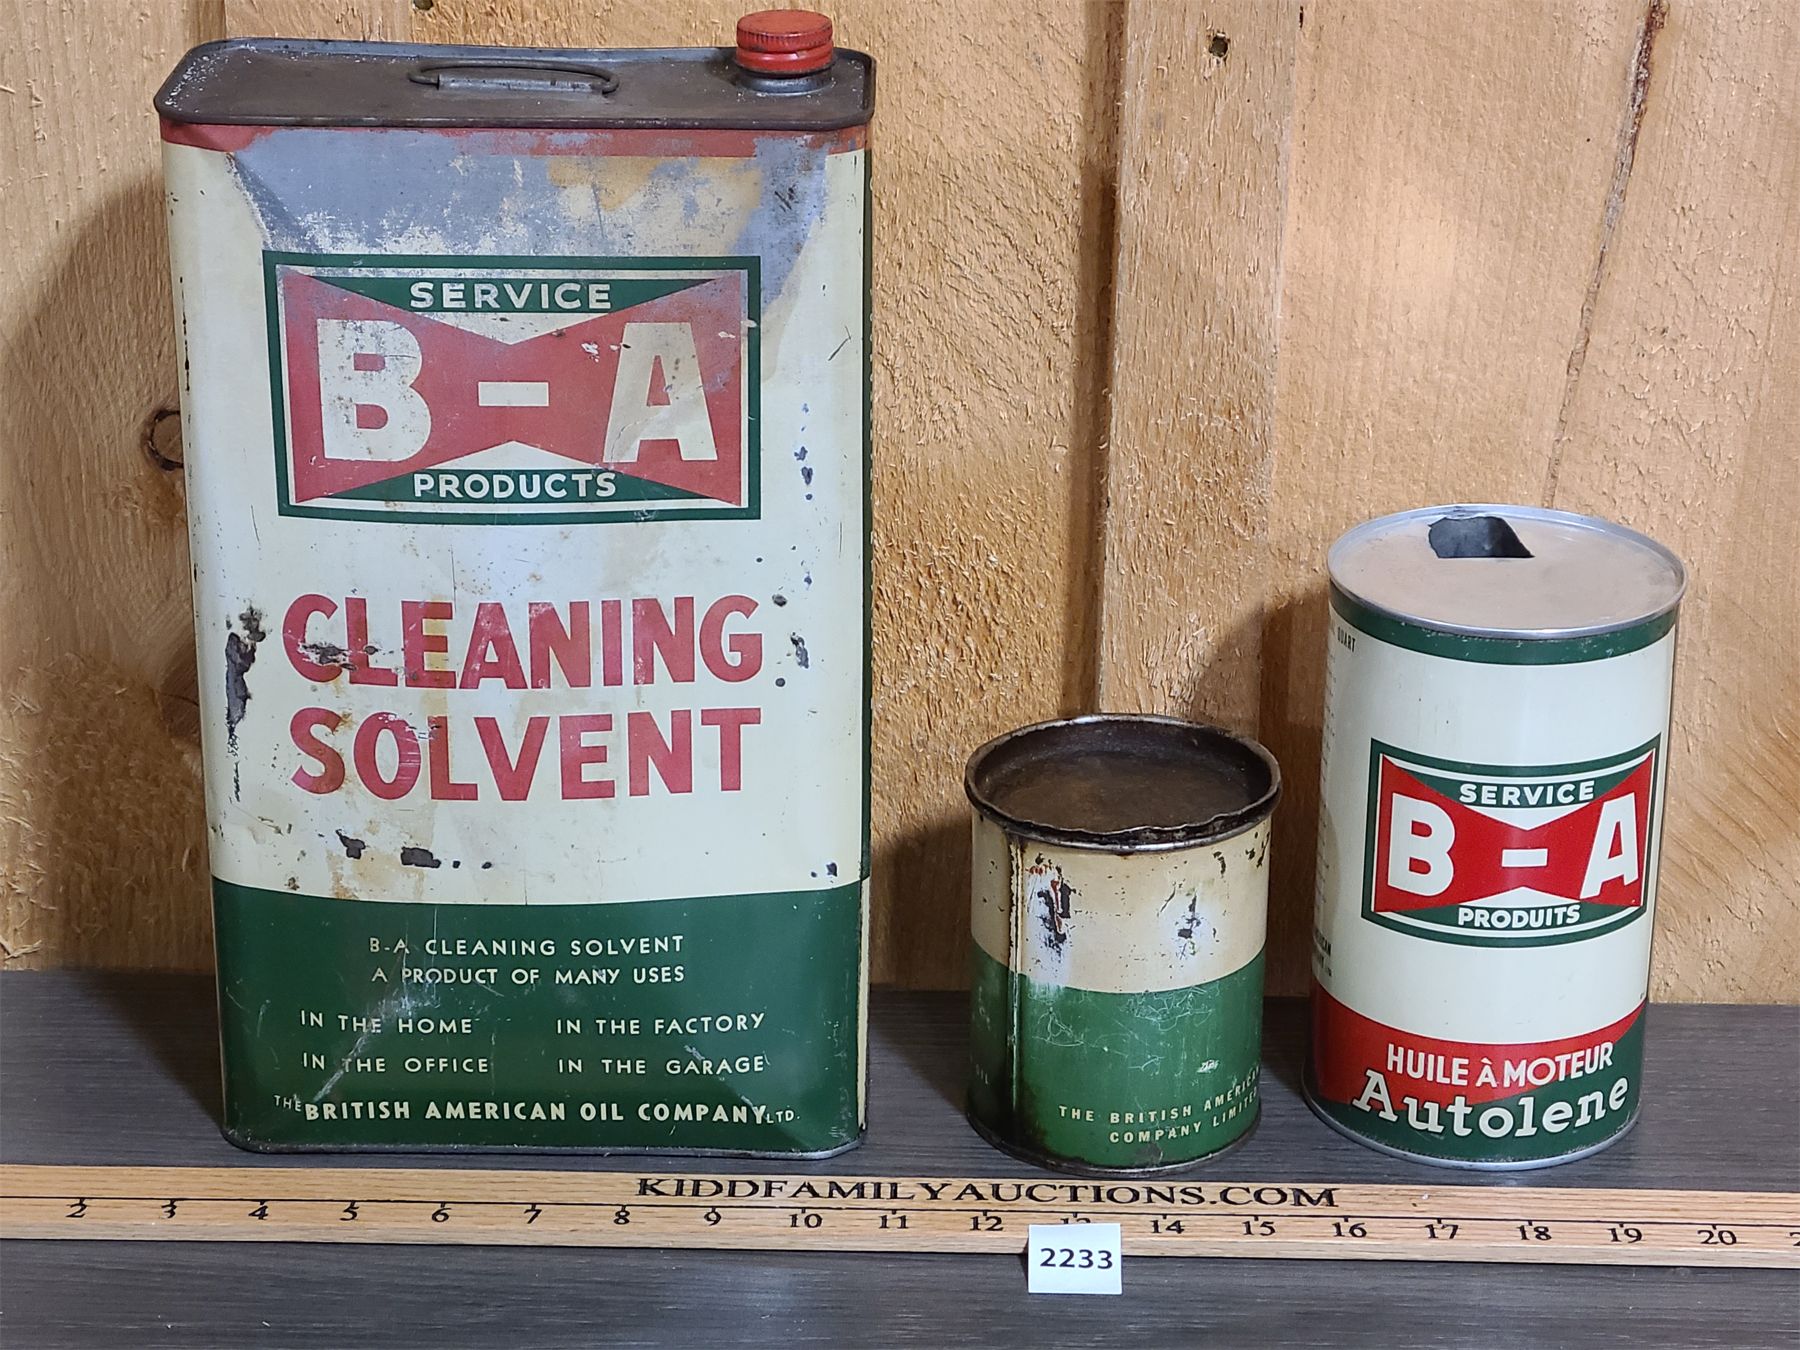 SERVICE
B-A
PRODUCTS
CLEANING
SOLVENT
B-A CLEANING SOLVENT
A PRODUCT OF MANY USES
IN THE HOME IN THE FACTORY
IN THE OFFICE IN THE GARAGE
THE BRITISH AMERICAN OIL COMPANY LTD.
OIL
THE BRITISH AMERICAN
COMPANY LIMITED
QUART
SERVICE
B-A
PRODUITS
HUILE À MOTEUR
Autolene
KIDDFAMILYAUCTIONS.COM
2 3 4 5 6 7 8 9 10 11 12 13 14 15 16 17 18 19 20
2233